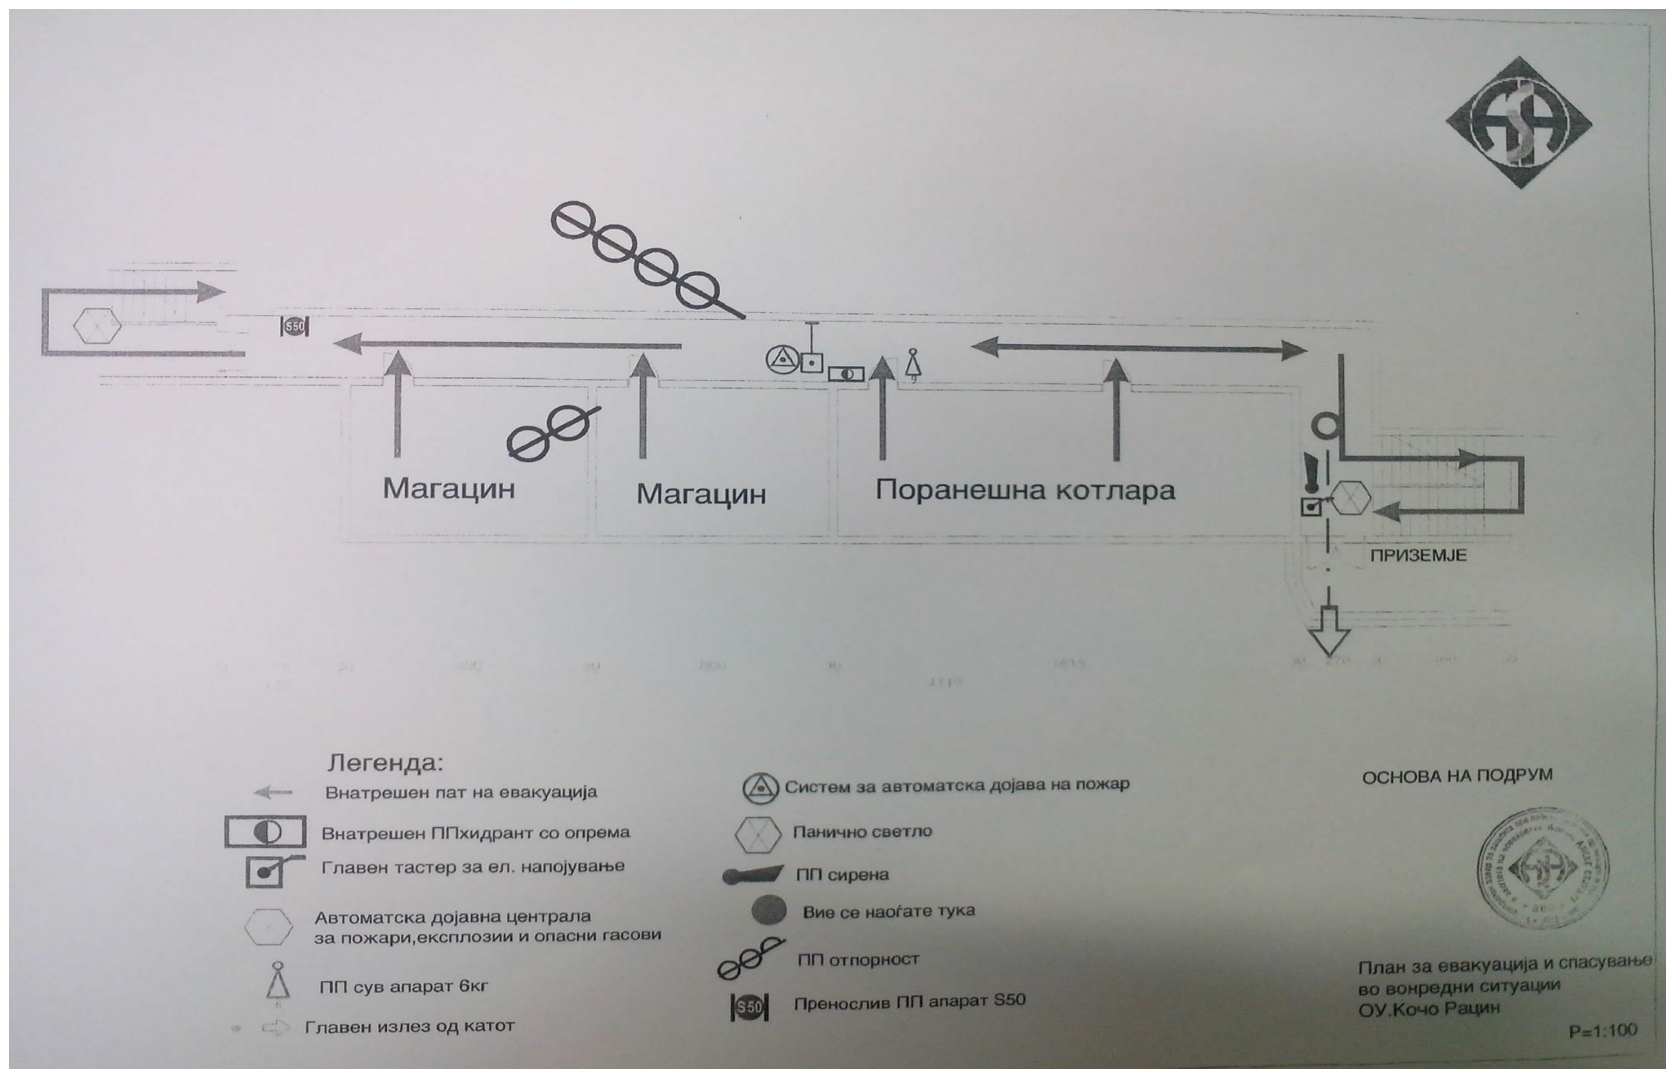 S50
Магацин
Магацин
Поранешна котлара
ПРИЗЕМЈЕ
Легенда:
Внатрешен пат на евакуација
Внатрешен ППхидрант со опрема
Главен тастер за ел. напојување
Автоматска дојавна централа
за пожари,експлозии и опасни гасови
ПП сув апарат 6кг
Главен излез од катот
Систем за автоматска дојава на пожар
Панично светло
ПП сирена
Вие се наоѓате тука
ПП отпорност
S50
Пренослив ПП апарат S50
ОСНОВА НА ПОДРУМ
План за евакуација и спасување
во вонредни ситуации
ОУ.Кочо Рацин
Р=1:100